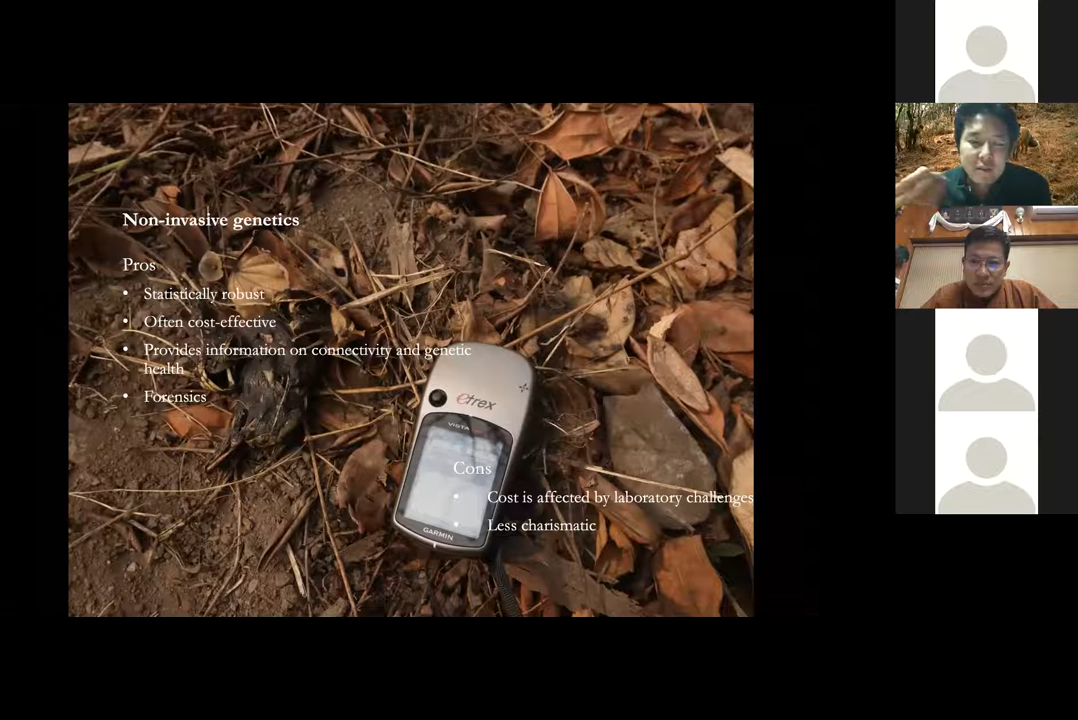 Non-invasive genetics
Pros
• Statistically robust
• Often cost-effective
• Provides information on connectivity and genetic
health
• Forensics
etrex
VISTA
Cons
• Cost is affected by laboratory challenges
• Less charismatic
GARMIN